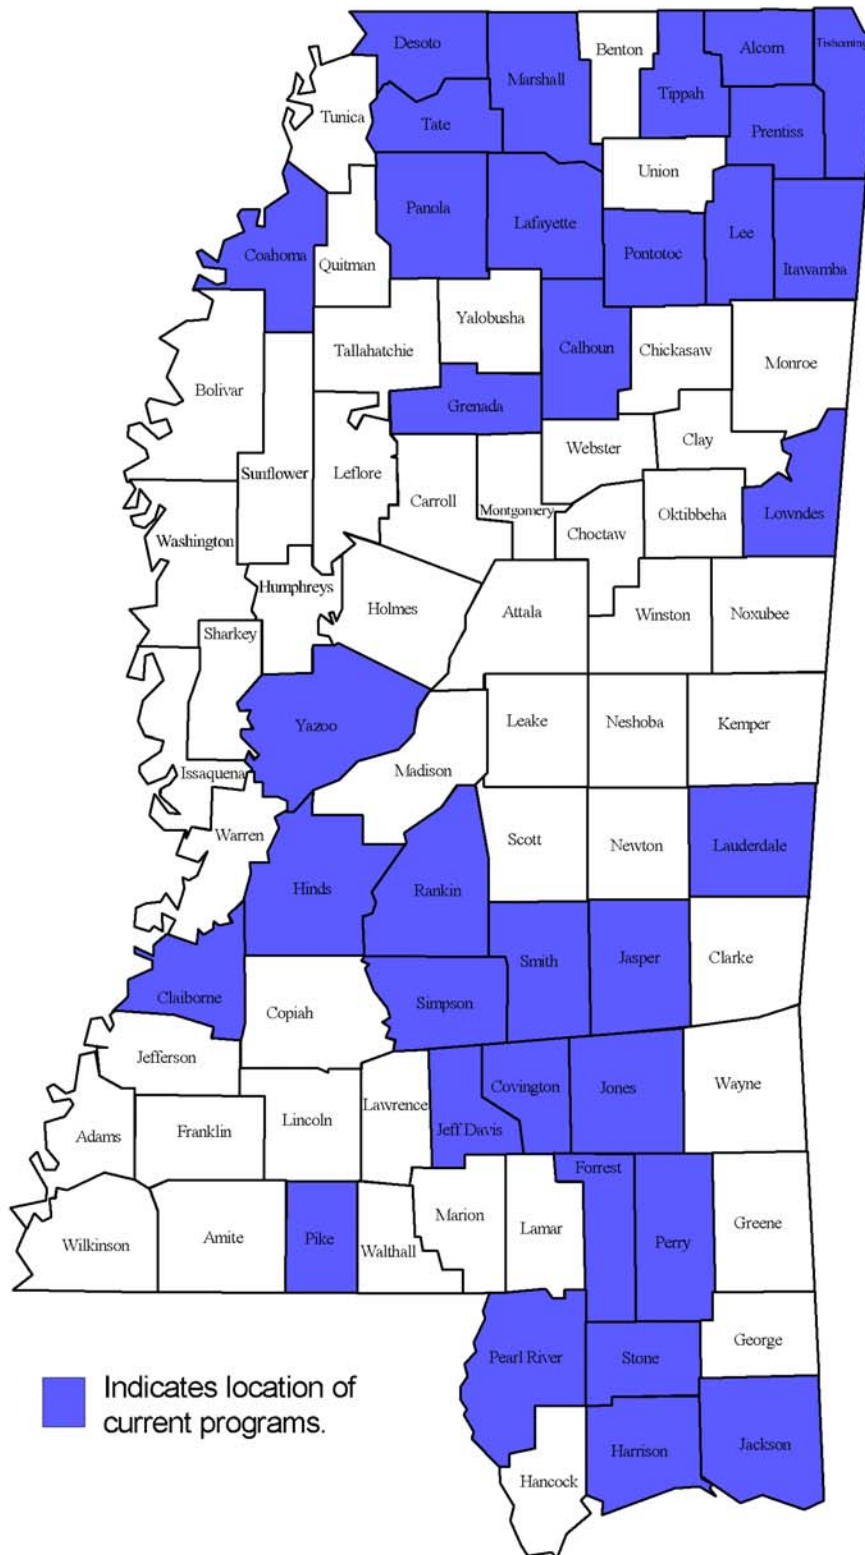 Desoto
Marshall
Benton
Tippah
Alcorn
Tishomingo
Tunica
Tate
Prentiss
Union
Panola
Lafayette
Coahoma
Quitman
Pontotoc
Lee
Itawamba
Yalobusha
Tallahatchie
Calhoun
Chickasaw
Monroe
Bolivar
Grenada
Webster
Clay
Sunflower
Leflore
Carroll
Montgomery
Oktibbeha
Lowndes
Choctaw
Washington
Humphreys
Holmes
Attala
Winston
Noxubee
Sharkey
Yazoo
Leake
Neshoba
Kemper
Issaquena
Madison
Warren
Scott
Newton
Lauderdale
Hinds
Rankin
Claiborne
Simpson
Smith
Jasper
Clarke
Copiah
Jefferson
Covington
Jones
Wayne
Lawrence
Lincoln
Jeff Davis
Adams
Franklin
Forrest
Marion
Lamar
Perry
Greene
Wilkinson
Amite
Pike
Walthall
George
Pearl River
Stone
Indicates location of
current programs.
Harrison
Jackson
Hancock